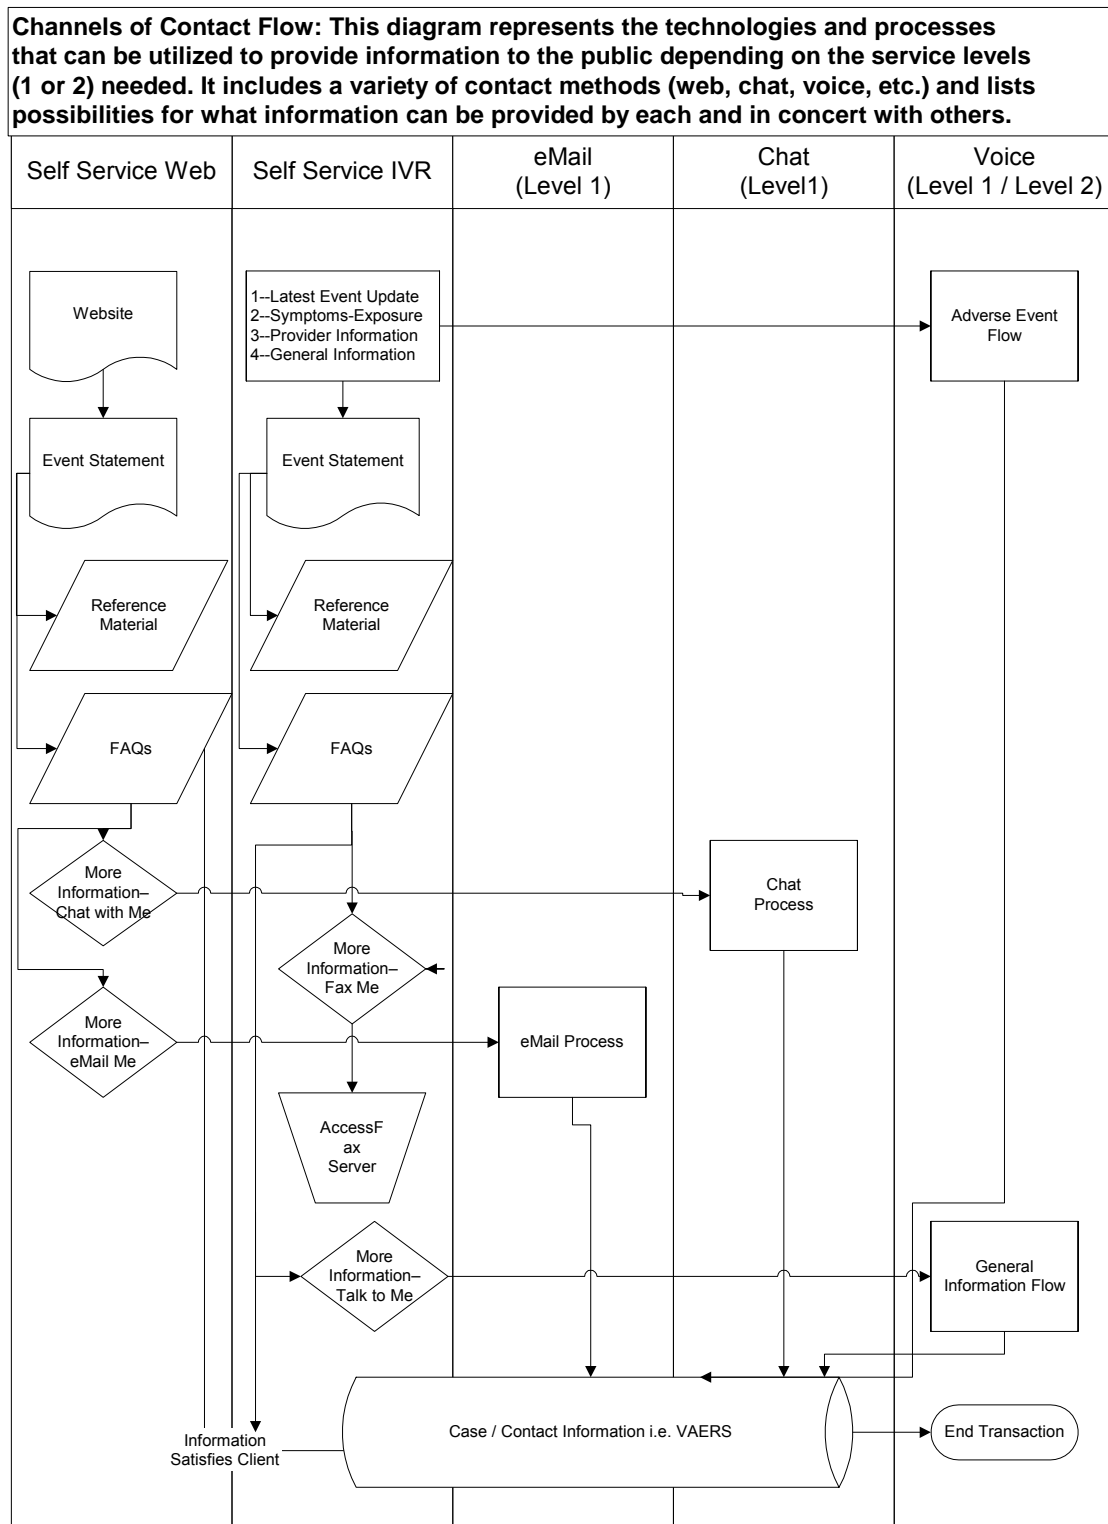 Channels of Contact Flow: This diagram represents the technologies and processes
that can be utilized to provide information to the public depending on the service levels
(1 or 2) needed. It includes a variety of contact methods (web, chat, voice, etc.) and lists
possibilities for what information can be provided by each and in concert with others.
Self Service Web
Self Service IVR
eMail
(Level 1)
Chat
(Level1)
Voice
(Level 1 / Level 2)
Website
1--Latest Event Update
2--Symptoms-Exposure
3--Provider Information
4--General Information
Adverse Event
Flow
Event Statement
Event Statement
Reference
Material
Reference
Material
FAQs
FAQs
More
Information–
Chat with Me
Chat
Process
More
Information–
Fax Me
More
Information–
eMail Me
eMail Process
AccessF
ax
Server
More
Information–
Talk to Me
General
Information Flow
Information
Satisfies Client
Case / Contact Information i.e. VAERS
End Transaction